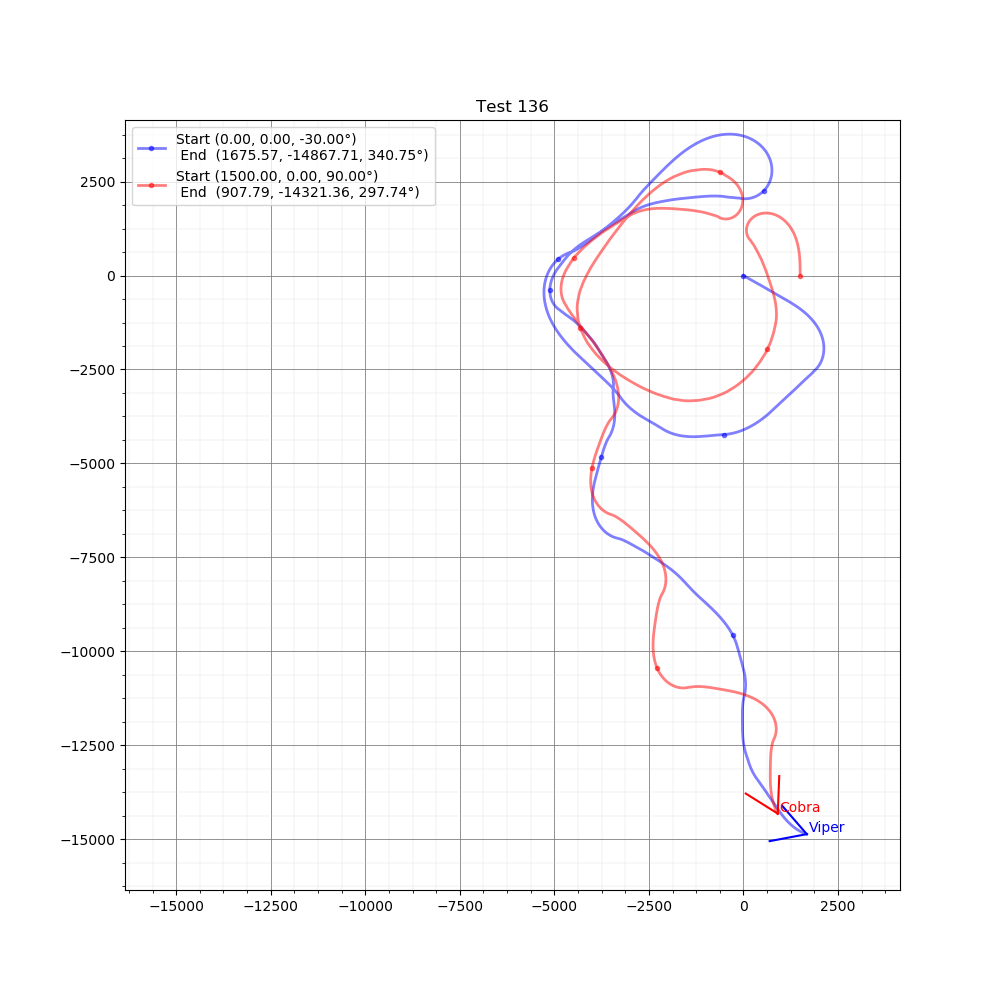 Test 136
Start (0.00, 0.00, -30.00°)
End (1675.57, -14867.71, 340.75°)
Start (1500.00, 0.00, 90.00°)
End (907.79, -14321.36, 297.74°)
2500
0
−2500
−5000
−7500
−10000
−12500
−15000
Cobra
Viper
−15000 −12500 −10000 −7500 −5000 −2500 0 2500